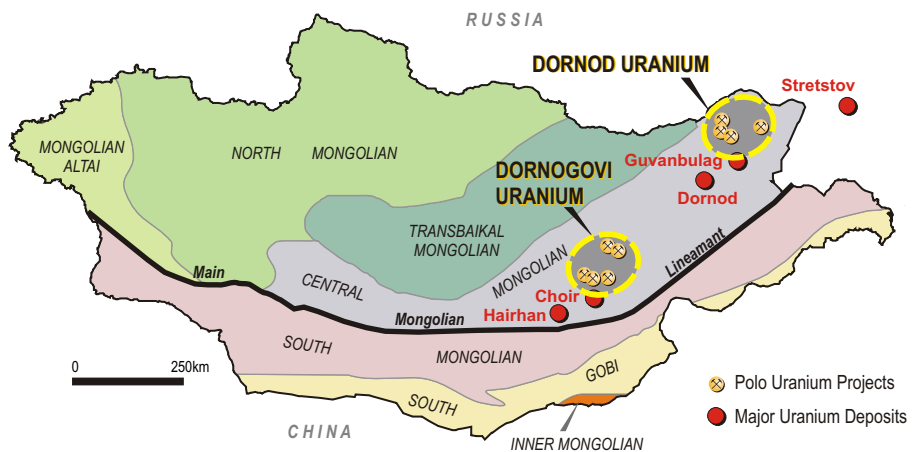 RUSSIA
DORNOD URANIUM
Stretstov
MONGOLIAN
ALTAI
NORTH MONGOLIAN
Guvanbulag
Dornod
DORNOGOVI
URANIUM
TRANSBAIKAL
MONGOLIAN
Main
CENTRAL
MONGOLIAN
Lineamant
Choir
Hairhan
Mongolian
SOUTH MONGOLIAN
GOBI
SOUTH
0 250km
CHINA
INNER MONGOLIAN
Polo Uranium Projects
Major Uranium Deposits